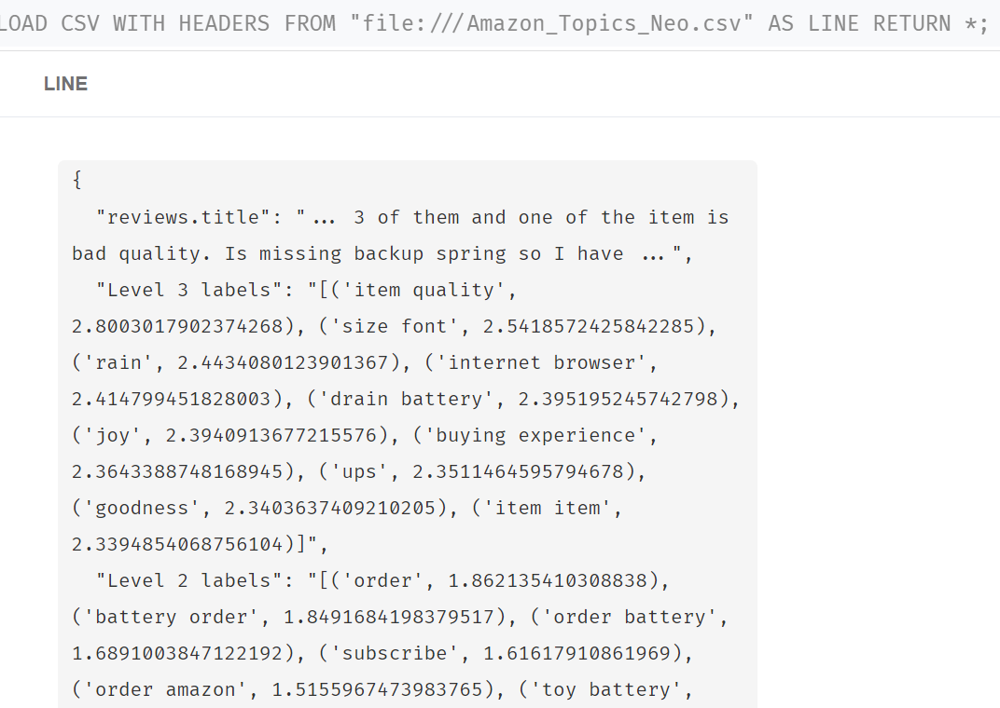 LOAD CSV WITH HEADERS FROM "file:///Amazon_Topics_Neo.csv" AS LINE RETURN *;
LINE
{
"reviews.title": "... 3 of them and one of the item is
bad quality. Is missing backup spring so I have ...",
"Level 3 labels": "[('item quality',
2.8003017902374268), ('size font', 2.5418572425842285),
('rain', 2.4434080123901367), ('internet browser',
2.414799451828003), ('drain battery', 2.395195245742798),
('joy', 2.3940913677215576), ('buying experience',
2.3643388748168945), ('ups', 2.3511464595794678),
('goodness', 2.3403637409210205), ('item item',
2.3394854068756104)]",
"Level 2 labels": "[('order', 1.862135410308838),
('battery order', 1.8491684198379517), ('order battery',
1.6891003847122192), ('subscribe', 1.61617910861969),
('order amazon', 1.5155967473983765), ('toy battery',